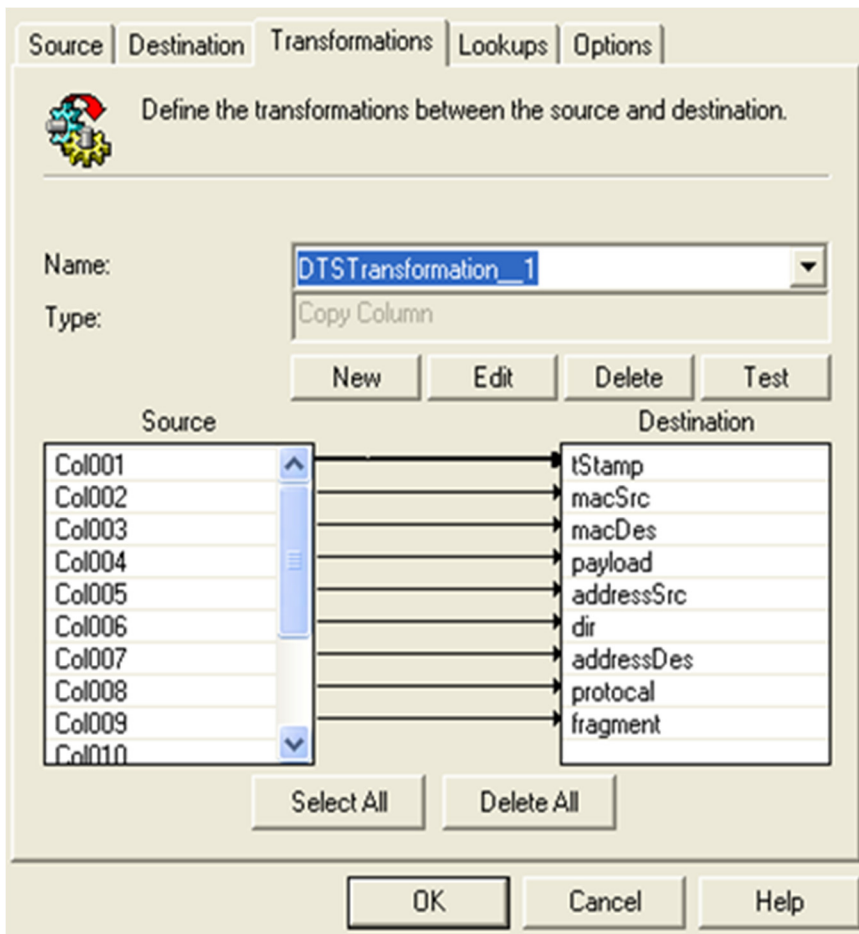 Source Destination Transformations Lookups Options
Define the transformations between the source and destination.
Name: DTSTransformation__1
Type: Copy Column
New Edit Delete Test
Source Destination
Col001 tStamp
Col002 macSrc
Col003 macDes
Col004 payload
Col005 addressSrc
Col006 dir
Col007 addressDes
Col008 protocal
Col009 fragment
Col010
Select All Delete All
OK Cancel Help